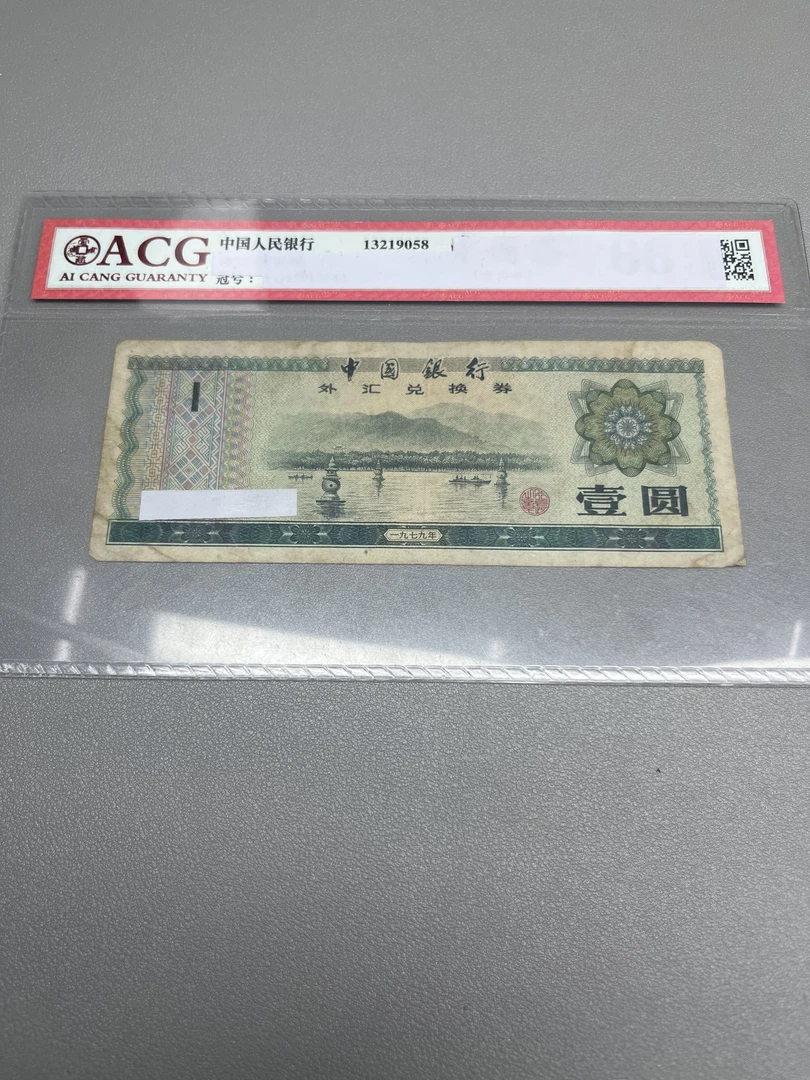 ACG 中国人民银行 13219058
AI CANG GUARANTY 冠号：
中国银行
外汇兑换券
1
壹圆
一九七九年